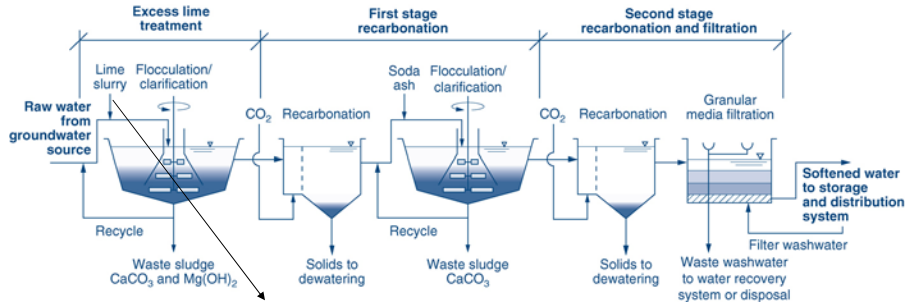 Excess lime
treatment
First stage
recarbonation
Second stage
recarbonation and filtration
Lime
slurry
Flocculation/
clarification
Raw water
from
groundwater
source
CO₂
Recarbonation
Soda
ash
Flocculation/
clarification
CO₂
Recarbonation
Granular
media filtration
Softened water
to storage
and distribution
system
Recycle
Waste sludge
CaCO₃ and Mg(OH)₂
Solids to
dewatering
Recycle
Waste sludge
CaCO₃
Solids to
dewatering
Filter washwater
Waste washwater
to water recovery
system or disposal